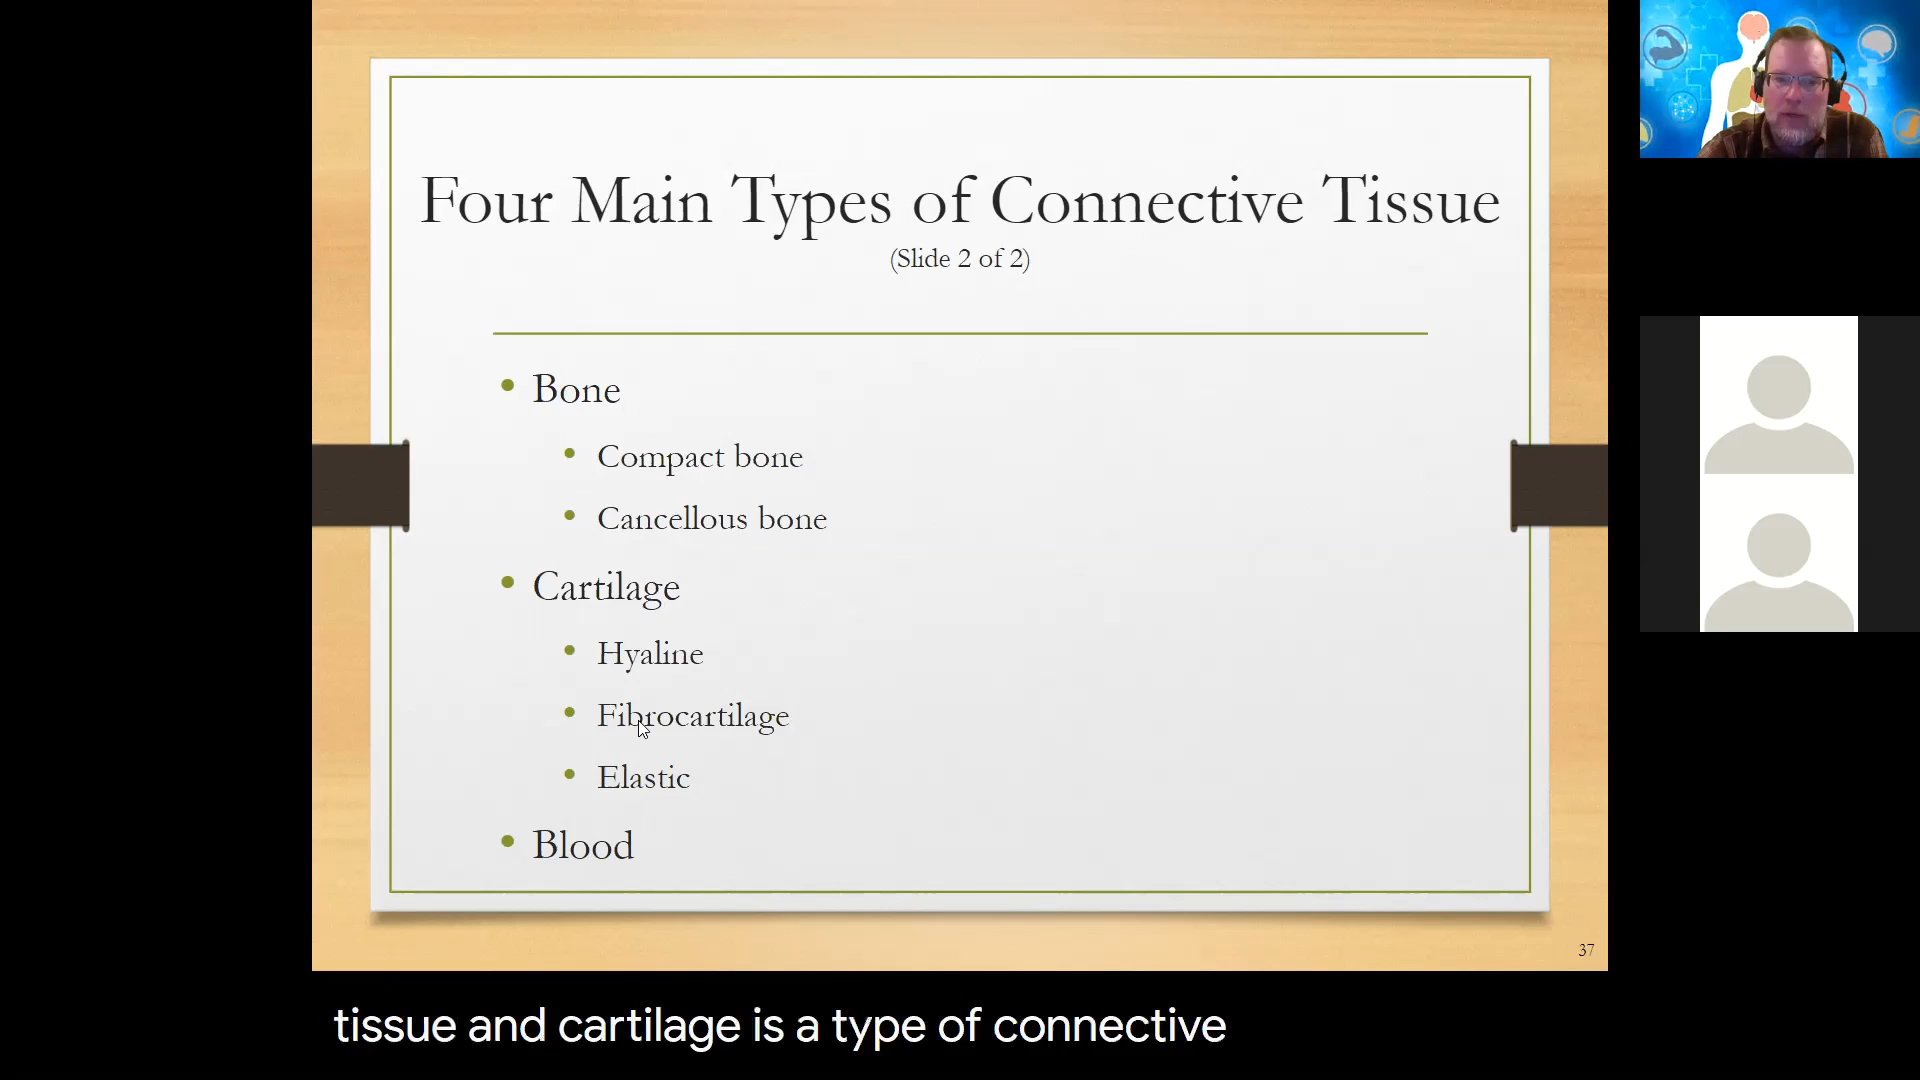 Four Main Types of Connective Tissue
(Slide 2 of 2)
• Bone
• Compact bone
• Cancellous bone
• Cartilage
• Hyaline
• Fibrocartilage
• Elastic
• Blood
37
tissue and cartilage is a type of connective